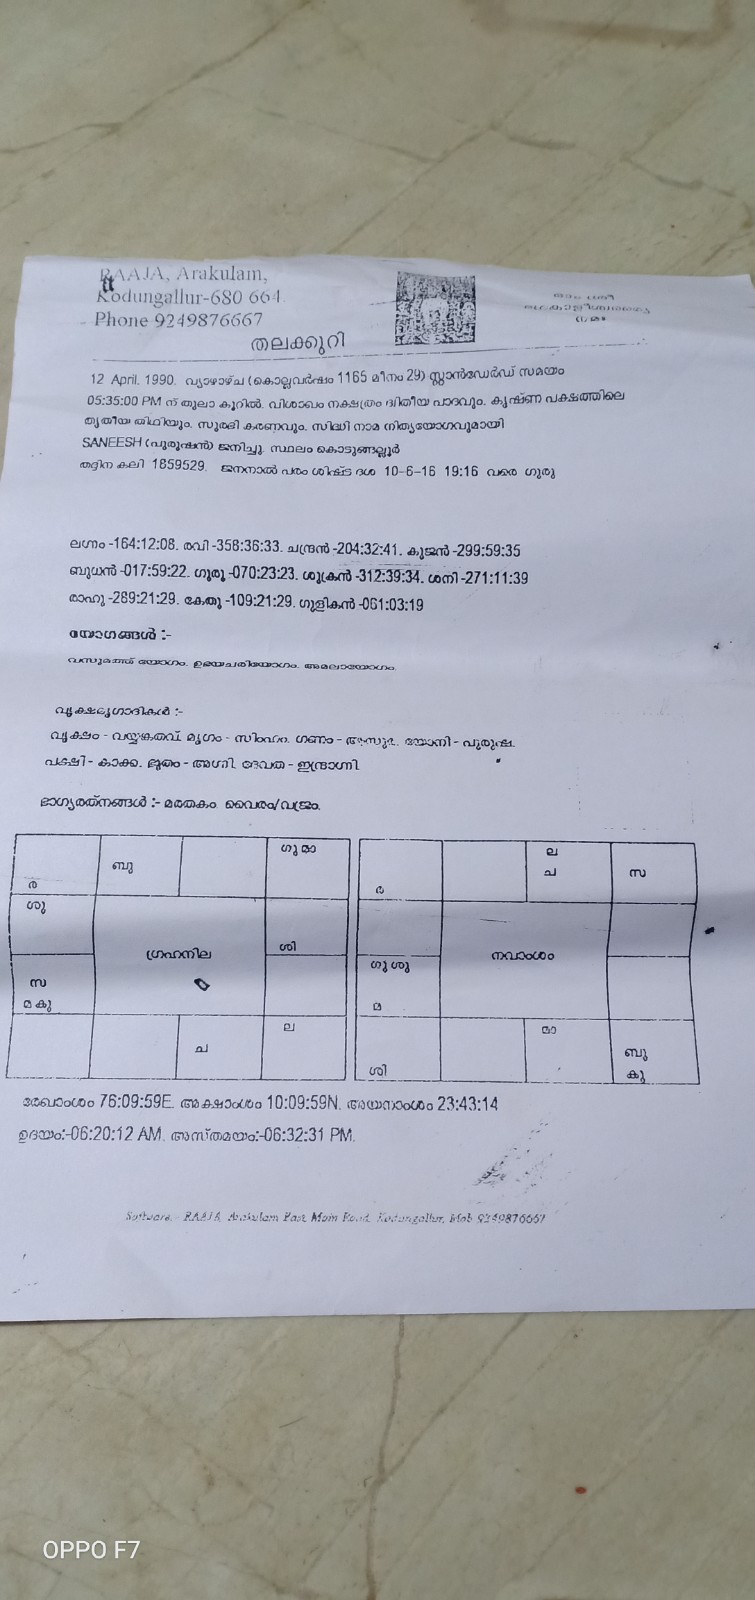 RAAJA, Arakulam,
Kodungallur-680 664
Phone 9249876667
തലക്കുറി
12 April. 1990. വ്യാഴാഴ്ച (കൊല്ലവർഷം 1165 മീനം 29) സ്റ്റാൻഡേർഡ് സമയം
05:35:00 PM ന് തുലാ കൂറിൽ. വിശാഖം നക്ഷത്രം ദ്വിതീയ പാദവും. കൃഷ്ണ പക്ഷത്തിലെ
തൃതീയ തിഥിയും. സുരഭി കരണവും. സിദ്ധി നാമ നിത്യയോഗവുമായി
SANEESH (പുരുഷൻ) ജനിച്ചു. സ്ഥലം കൊടുങ്ങല്ലൂർ
തദ്ദിന കലി 1859529. ജനനാൽ പരം ശിഷ്ട ദശ 10-6-16 19:16 വരെ ഗുരു
ലഗ്നം -164:12:08. രവി -358:36:33. ചന്ദ്രൻ -204:32:41. കുജൻ -299:59:35
ബുധൻ -017:59:22. ഗുരു -070:23:23. ശുക്രൻ -312:39:34. ശനി -271:11:39
രാഹു -289:21:29. കേതു -109:21:29. ഗുളികൻ -061:03:19
യോഗങ്ങൾ :-
വസുമത്ത് യോഗം. ഉഭയചരിയോഗം. അമലായോഗം.
വൃക്ഷമൃഗാദികൾ :-
വൃക്ഷം - വയ്യങ്കതവ്. മൃഗം - സിംഹം. ഗണം - അസുര. യോനി - പുരുഷ.
പക്ഷി - കാക്ക. ഭൂതം - അഗ്നി. ദേവത - ഇന്ദ്രാഗ്നി.
ഭാഗ്യരത്നങ്ങൾ :- മരതകം. വൈരം/വജ്രം.
ര ബു ഗു മാ
ശു ഗ്രഹനില ശി
സ
മ കു
ച ല
ര ല ച സ
നവാംശം
ഗു ശു
മ
ശി മാ ബു കു
രേഖാംശം 76:09:59E. അക്ഷാംശം 10:09:59N. അയനാംശം 23:43:14
ഉദയം:-06:20:12 AM. അസ്തമയം:-06:32:31 PM.
Software:- RAAJA, Arakulam East, Main Road, Kodungallur, Mob 9249876667
OPPO F7